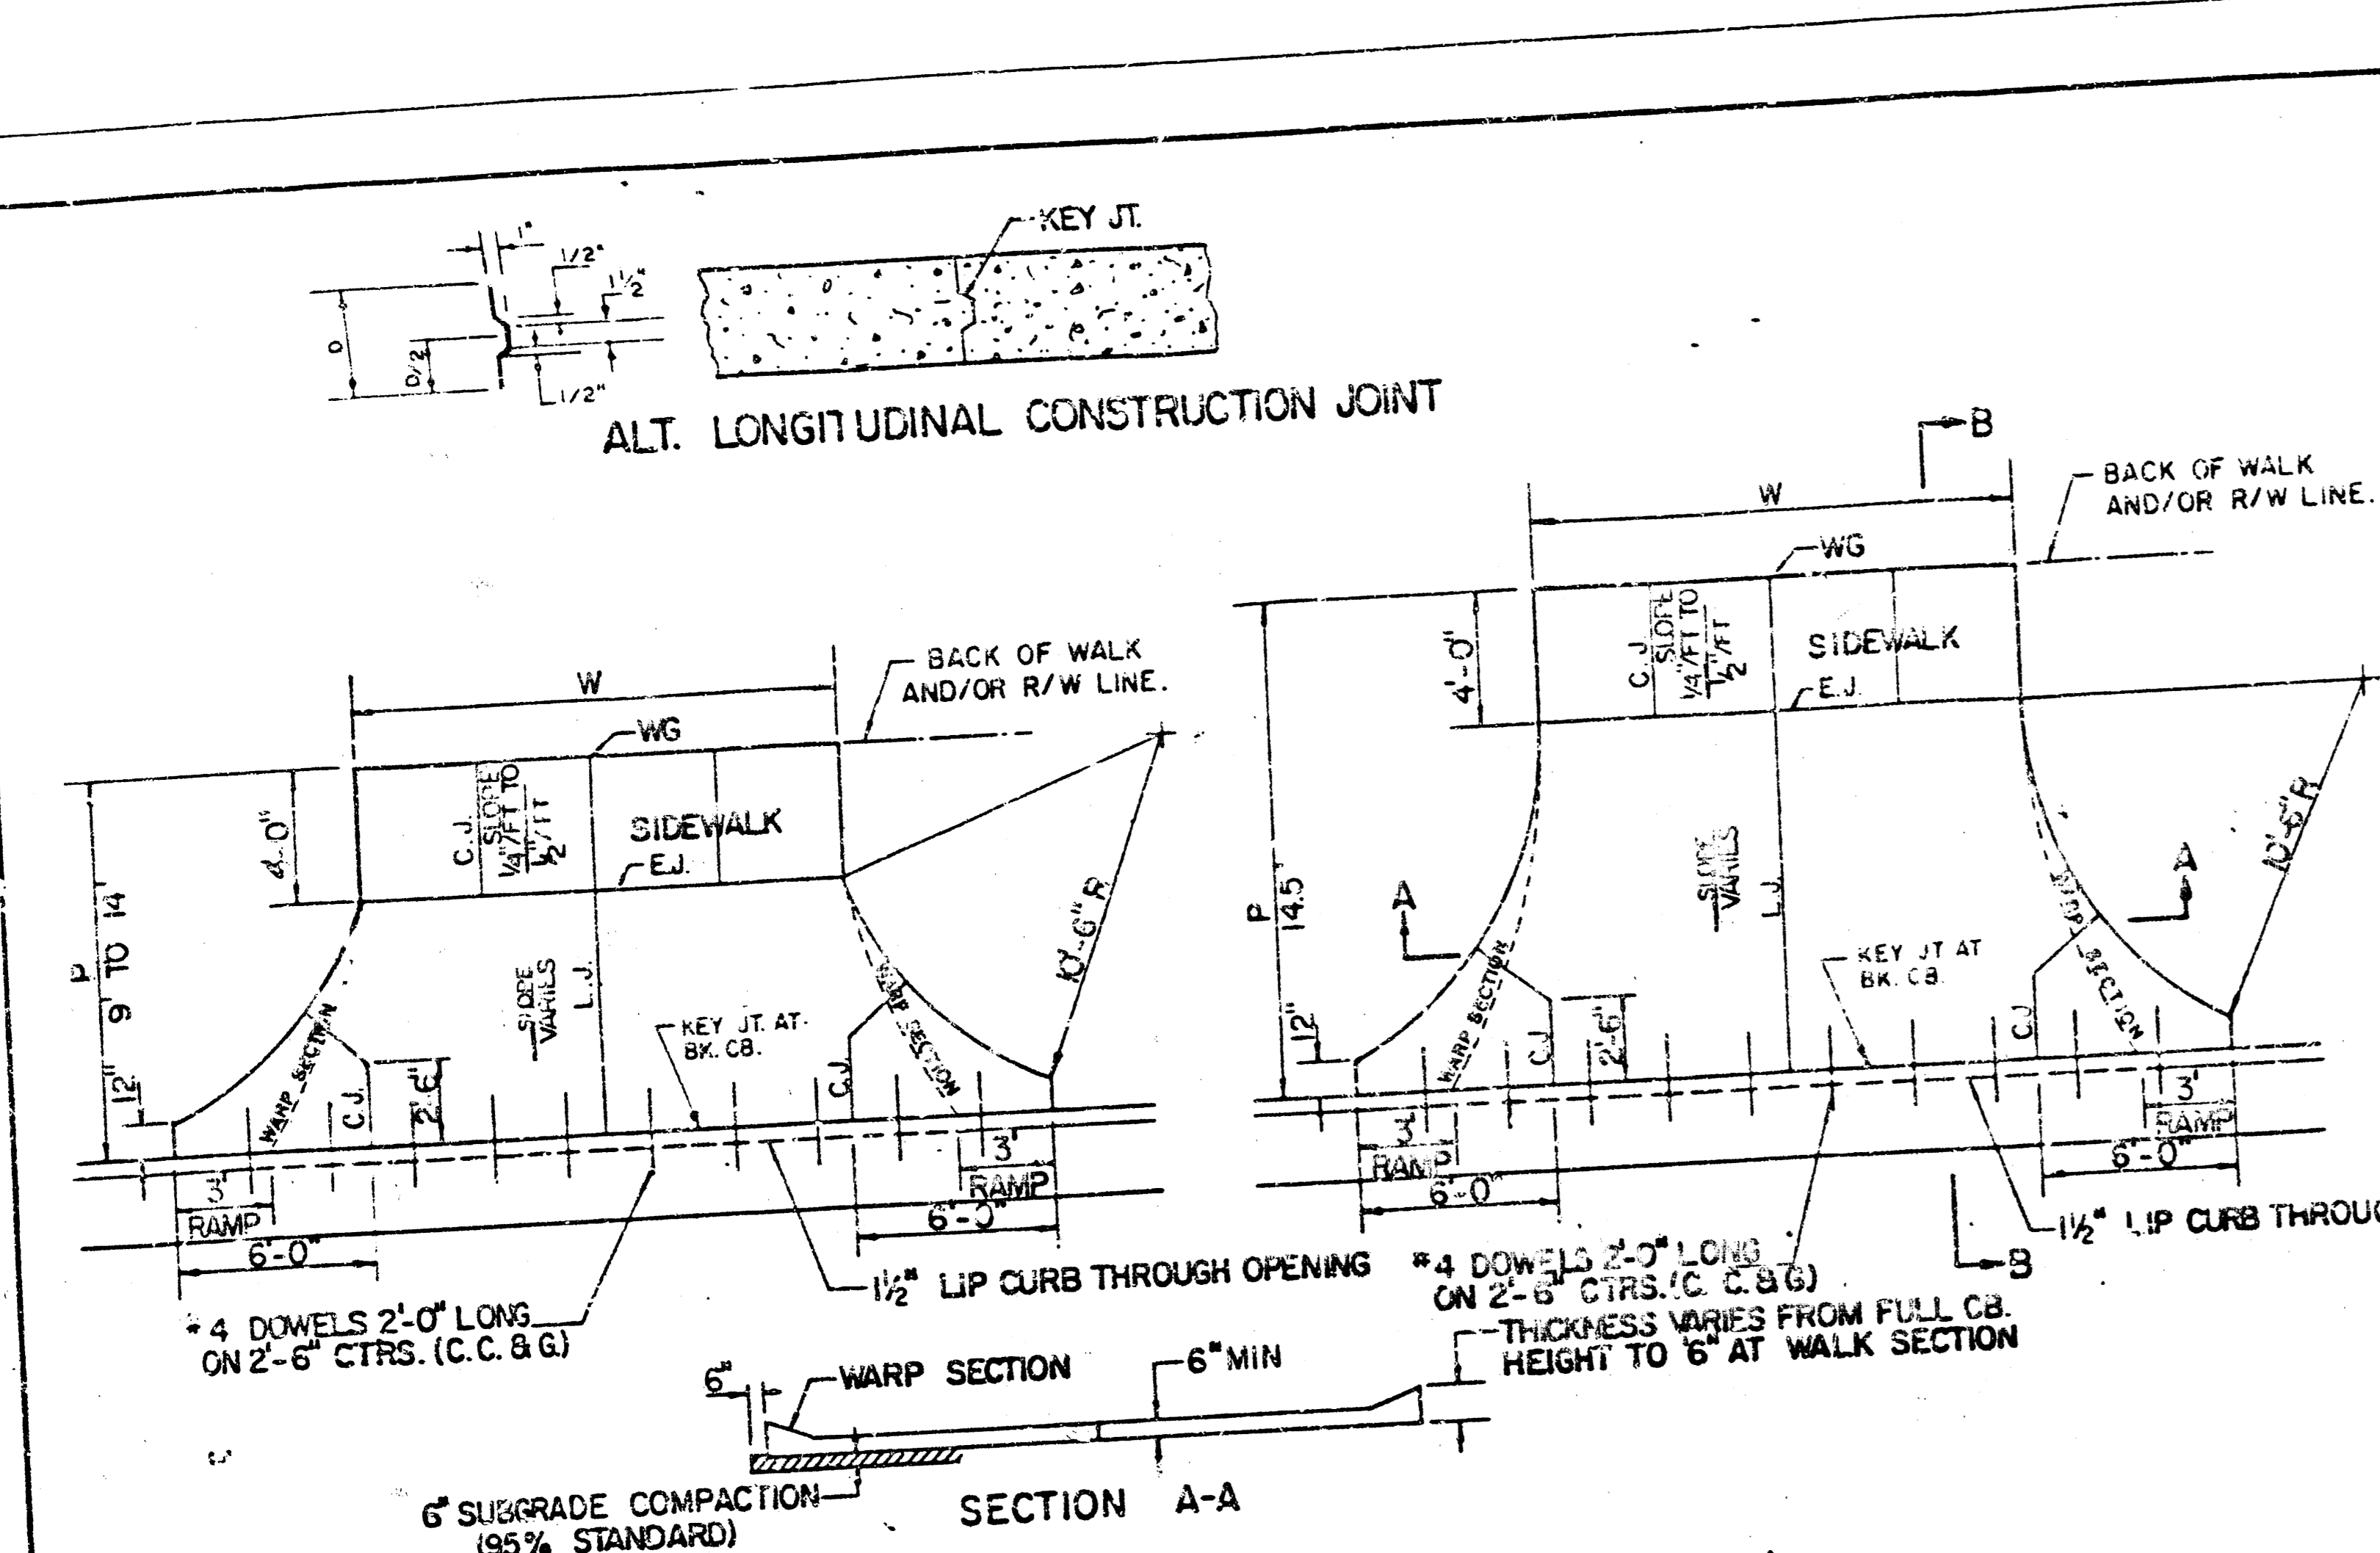 1"
1/2"
1½"
D
D/2
1/2"
KEY JT.
ALT. LONGITUDINAL CONSTRUCTION JOINT
W
BACK OF WALK
AND/OR R/W LINE.
WG
4'-0"
C.J.
SLOPE
¼"/FT TO
½"/FT
SIDEWALK
E.J.
P
9' TO 14'
12"
10'-6" R
SLOPE
VARIES
L.J.
WARP SECTION
WARP SECTION
KEY JT. AT
BK. CB.
C.J.
2'-6"
C.J.
3'
RAMP
6'-0"
3'
RAMP
6'-0"
#4 DOWELS 2'-0" LONG
ON 2'-6" CTRS. (C.C. & G.)
1½" LIP CURB THROUGH OPENING
B
W
BACK OF WALK
AND/OR R/W LINE.
WG
4'-0"
C.J.
SLOPE
¼"/FT TO
½"/FT
SIDEWALK
E.J.
P
14.5'
12"
10'-6" R
A
A
SLOPE
VARIES
L.J.
WARP SECTION
WARP SECTION
KEY JT AT
BK. CB.
C.J.
2'-6"
C.J.
3'
RAMP
6'-0"
3'
RAMP
6'-0"
1½" LIP CURB
B
#4 DOWELS 2'-0" LONG
ON 2'-6" CTRS. (C. C. & G)
THICKNESS VARIES FROM FULL CB.
HEIGHT TO 6" AT WALK SECTION
6"
WARP SECTION
6" MIN
6" SUBGRADE COMPACTION
(95% STANDARD)
SECTION A-A